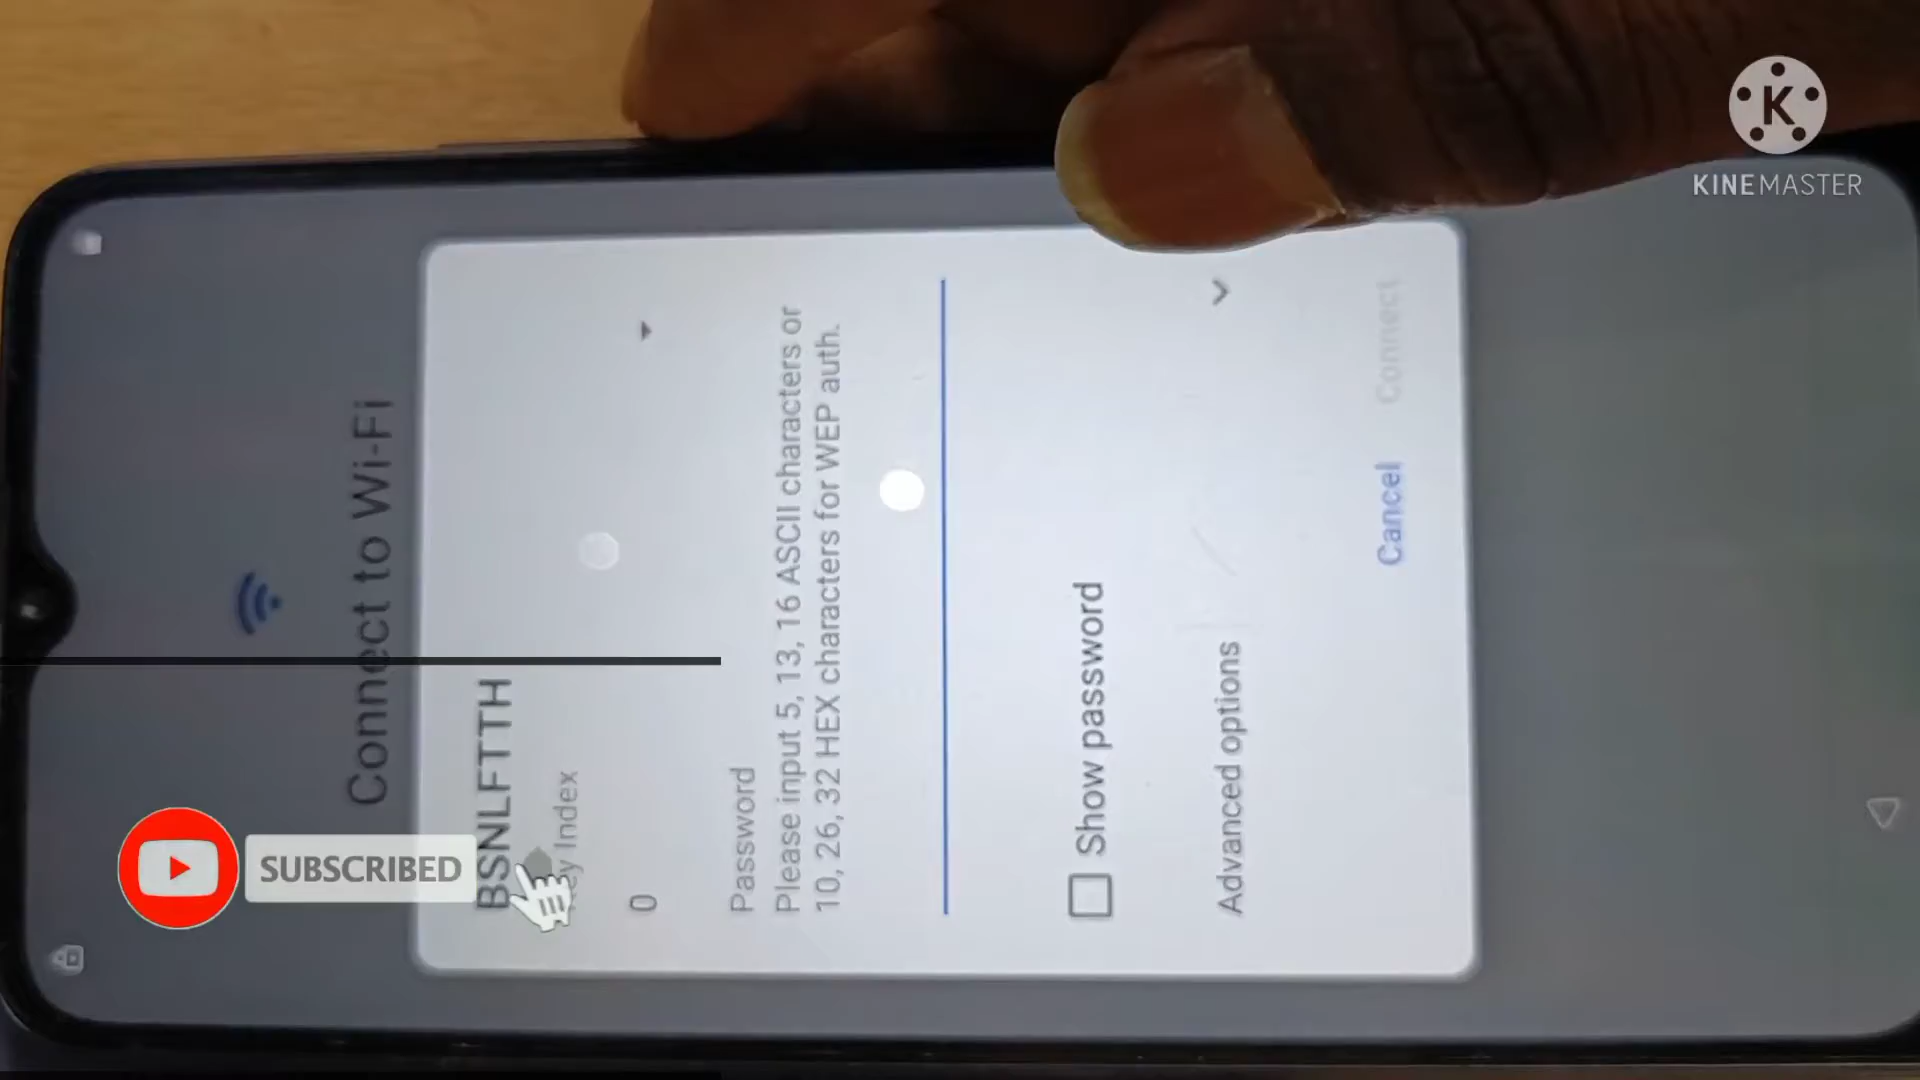 KINEMASTER
Connect to Wi-Fi
BSNLFTTH
Key Index
0
Password
Please input 5, 13, 16 ASCII characters or
10, 26, 32 HEX characters for WEP auth.
Show password
Advanced options
Cancel
Connect
SUBSCRIBED